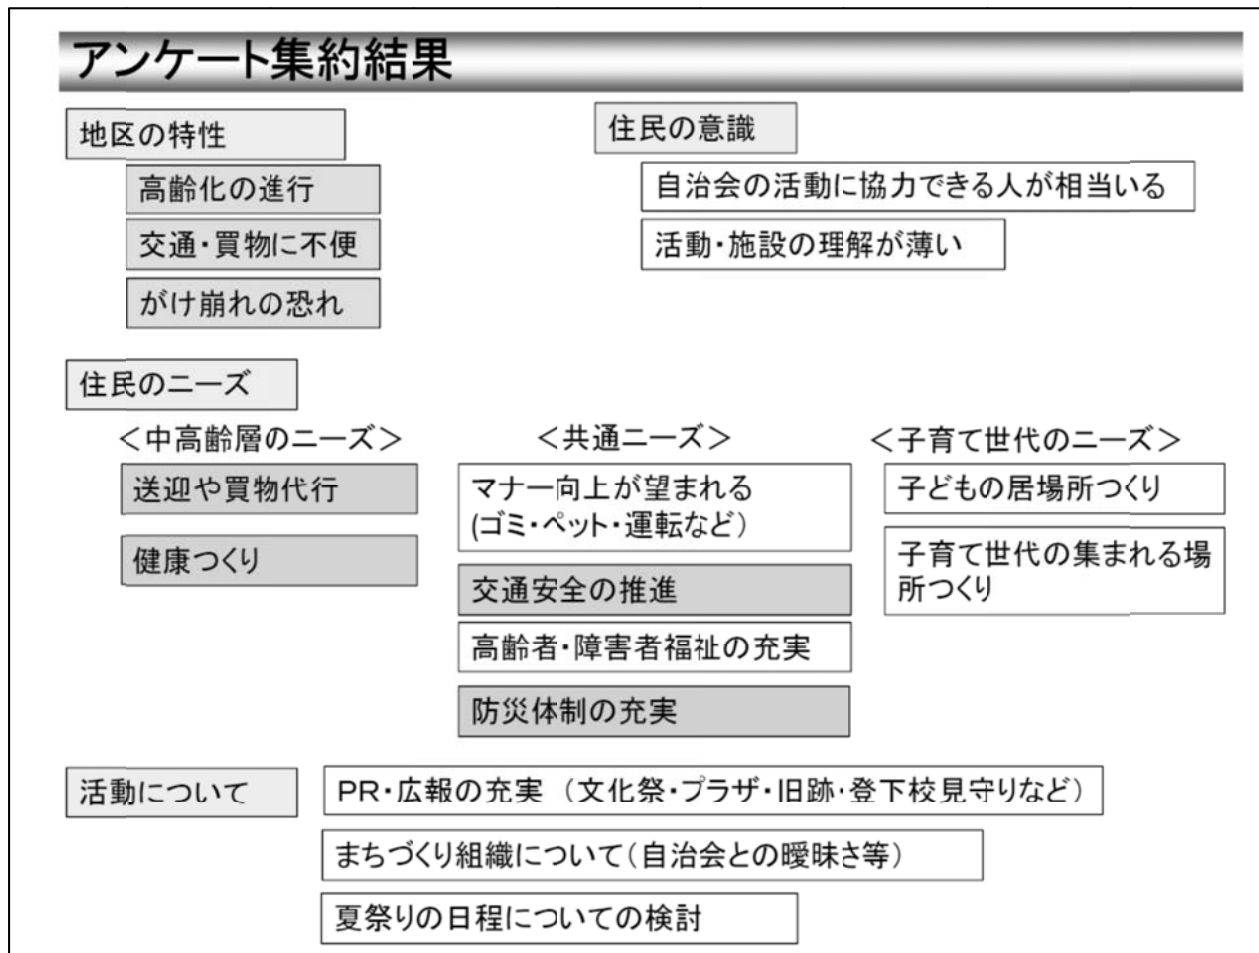 アンケート集約結果
地区の特性
高齢化の進行
交通・買物に不便
がけ崩れの恐れ
住民の意識
自治会の活動に協力できる人が相当いる
活動・施設の理解が薄い
住民のニーズ
＜中高齢層のニーズ＞
送迎や買物代行
健康つくり
＜共通ニーズ＞
マナー向上が望まれる
(ゴミ・ペット・運転など）
交通安全の推進
高齢者・障害者福祉の充実
防災体制の充実
＜子育て世代のニーズ＞
子どもの居場所つくり
子育て世代の集まれる場
所つくり
活動について
PR・広報の充実　（文化祭・プラザ・旧跡・登下校見守りなど）
まちづくり組織について（自治会との曖昧さ等）
夏祭りの日程についての検討